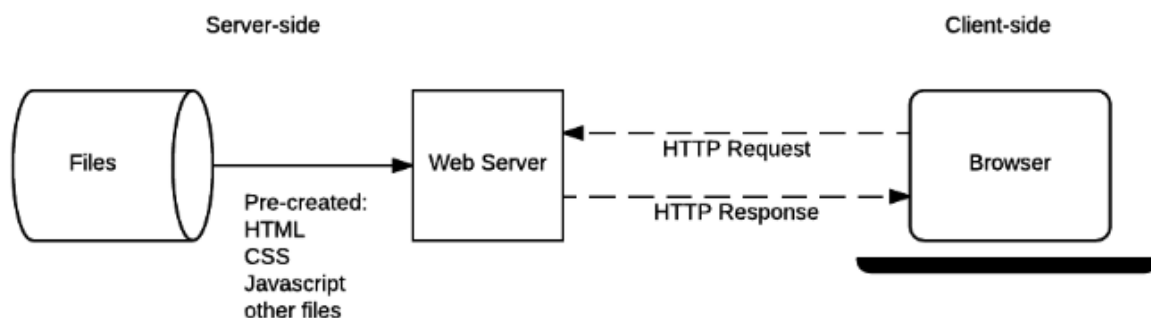 Server-side
Client-side
Files
Web Server
HTTP Request
Browser
HTTP Response
Pre-created:
HTML
CSS
Javascript
other files